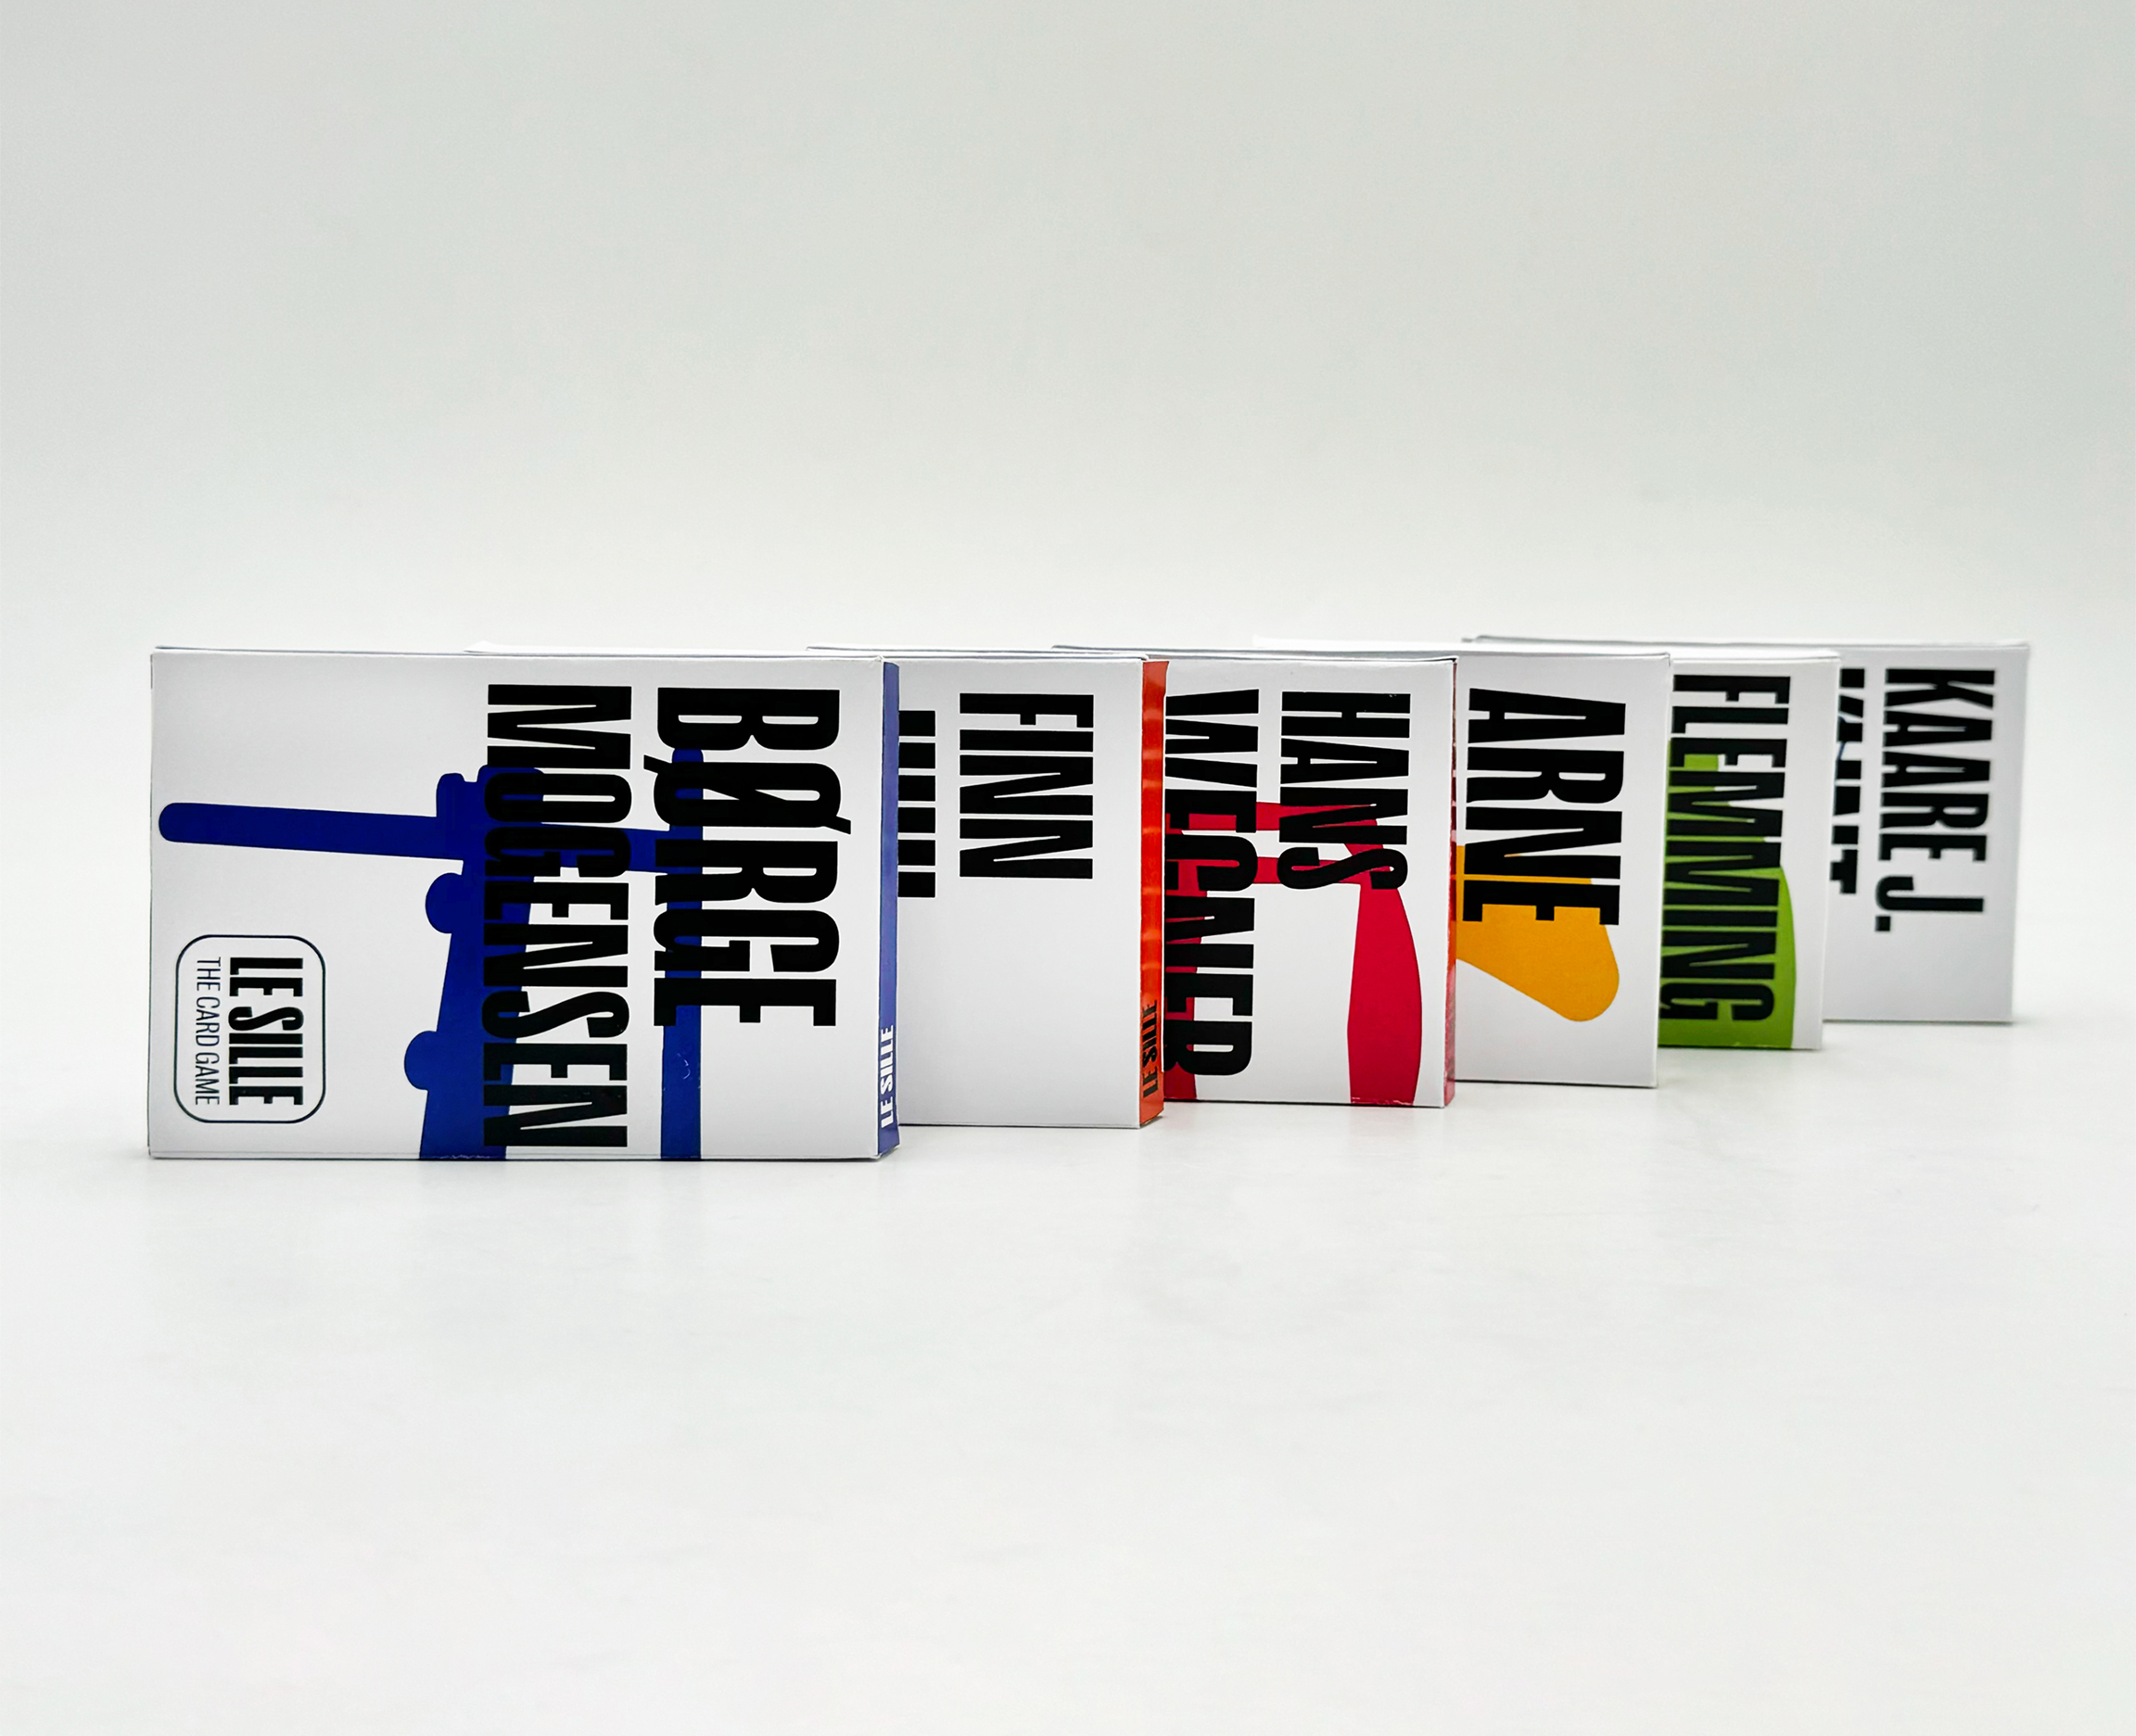 BØRGE
MOGENSEN
LE SILLE
THE CARD GAME
LE SILLE
FINN
LE SILLE
HANS
WEGNER
ARNE
FLEMMING
KAARE J.